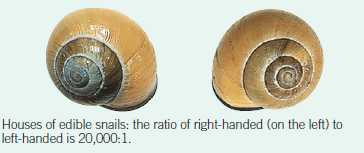 Houses of edible snails: the ratio of right-handed (on the left) to
left-handed is 20,000:1.